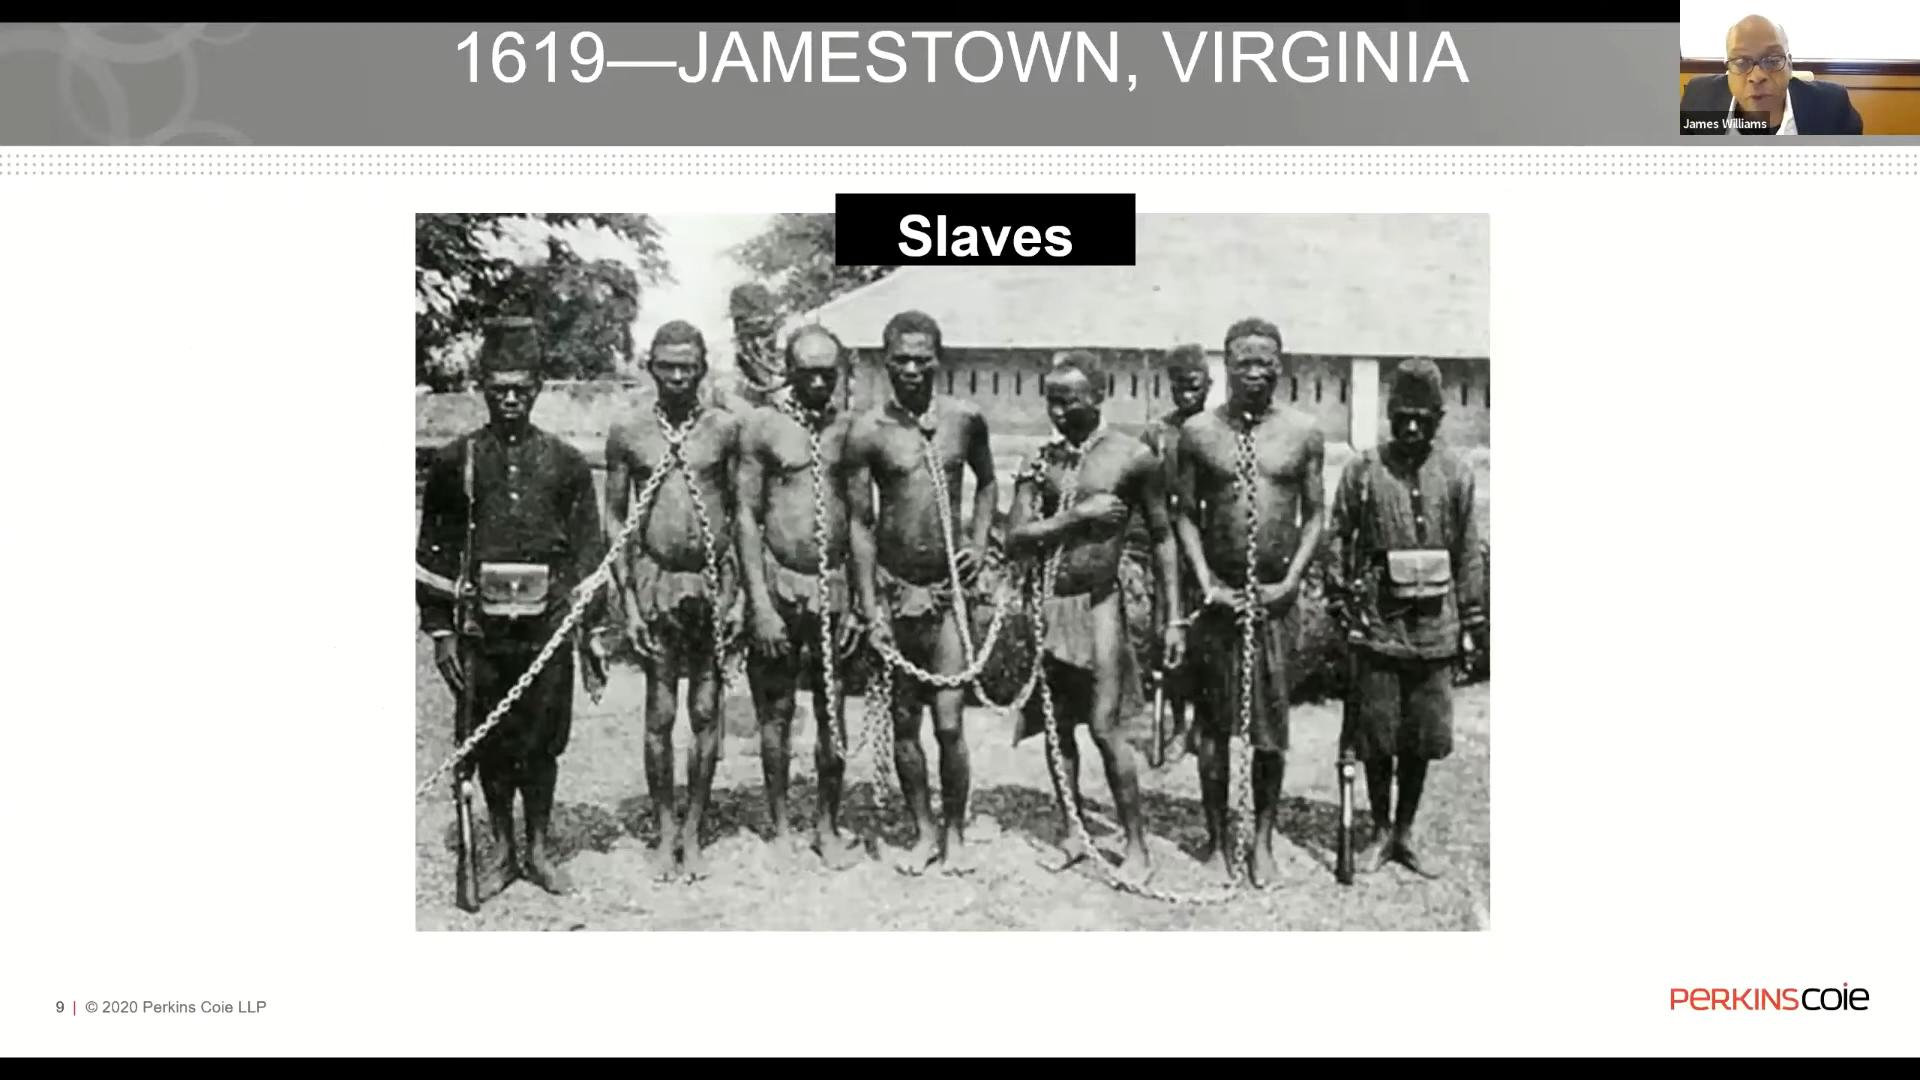 1619—JAMESTOWN, VIRGINIA
James Williams
Slaves
9 | © 2020 Perkins Coie LLP
PERKINSCOIE